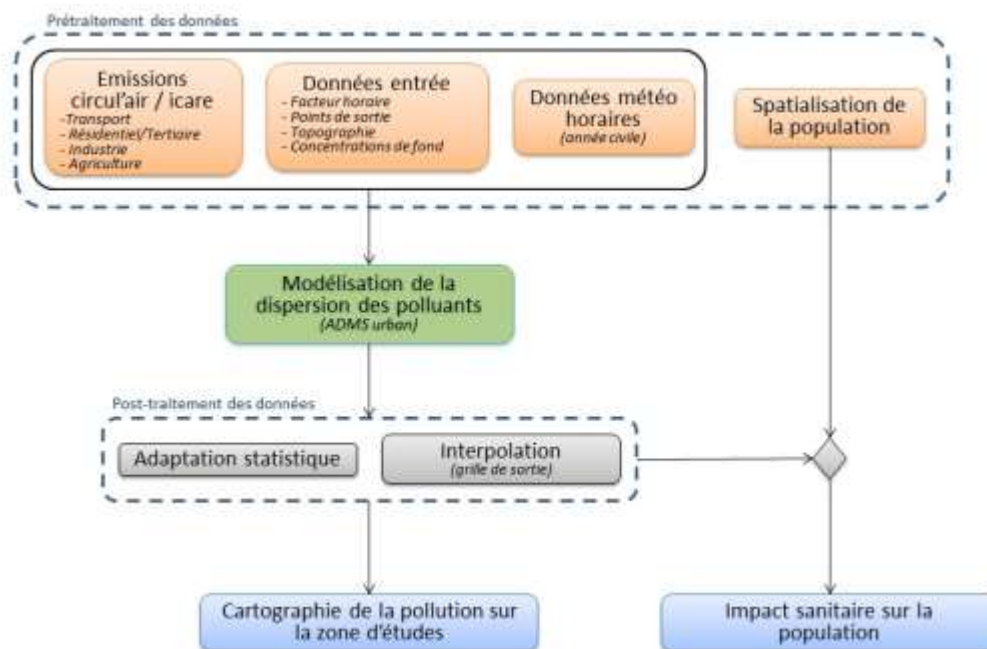 Prétraitement des données
Emissions
circul'air / icare
-Transport
- Résidentiel/Tertiaire
- Industrie
- Agriculture
Données entrée
- Facteur horaire
- Points de sortie
- Topographie
- Concentrations de fond
Données météo
horaires
(année civile)
Spatialisation de
la population
Modélisation de la
dispersion des polluants
(ADMS urban)
Post-traitement des données
Adaptation statistique
Interpolation
(grille de sortie)
Cartographie de la pollution sur
la zone d'études
Impact sanitaire sur la
population